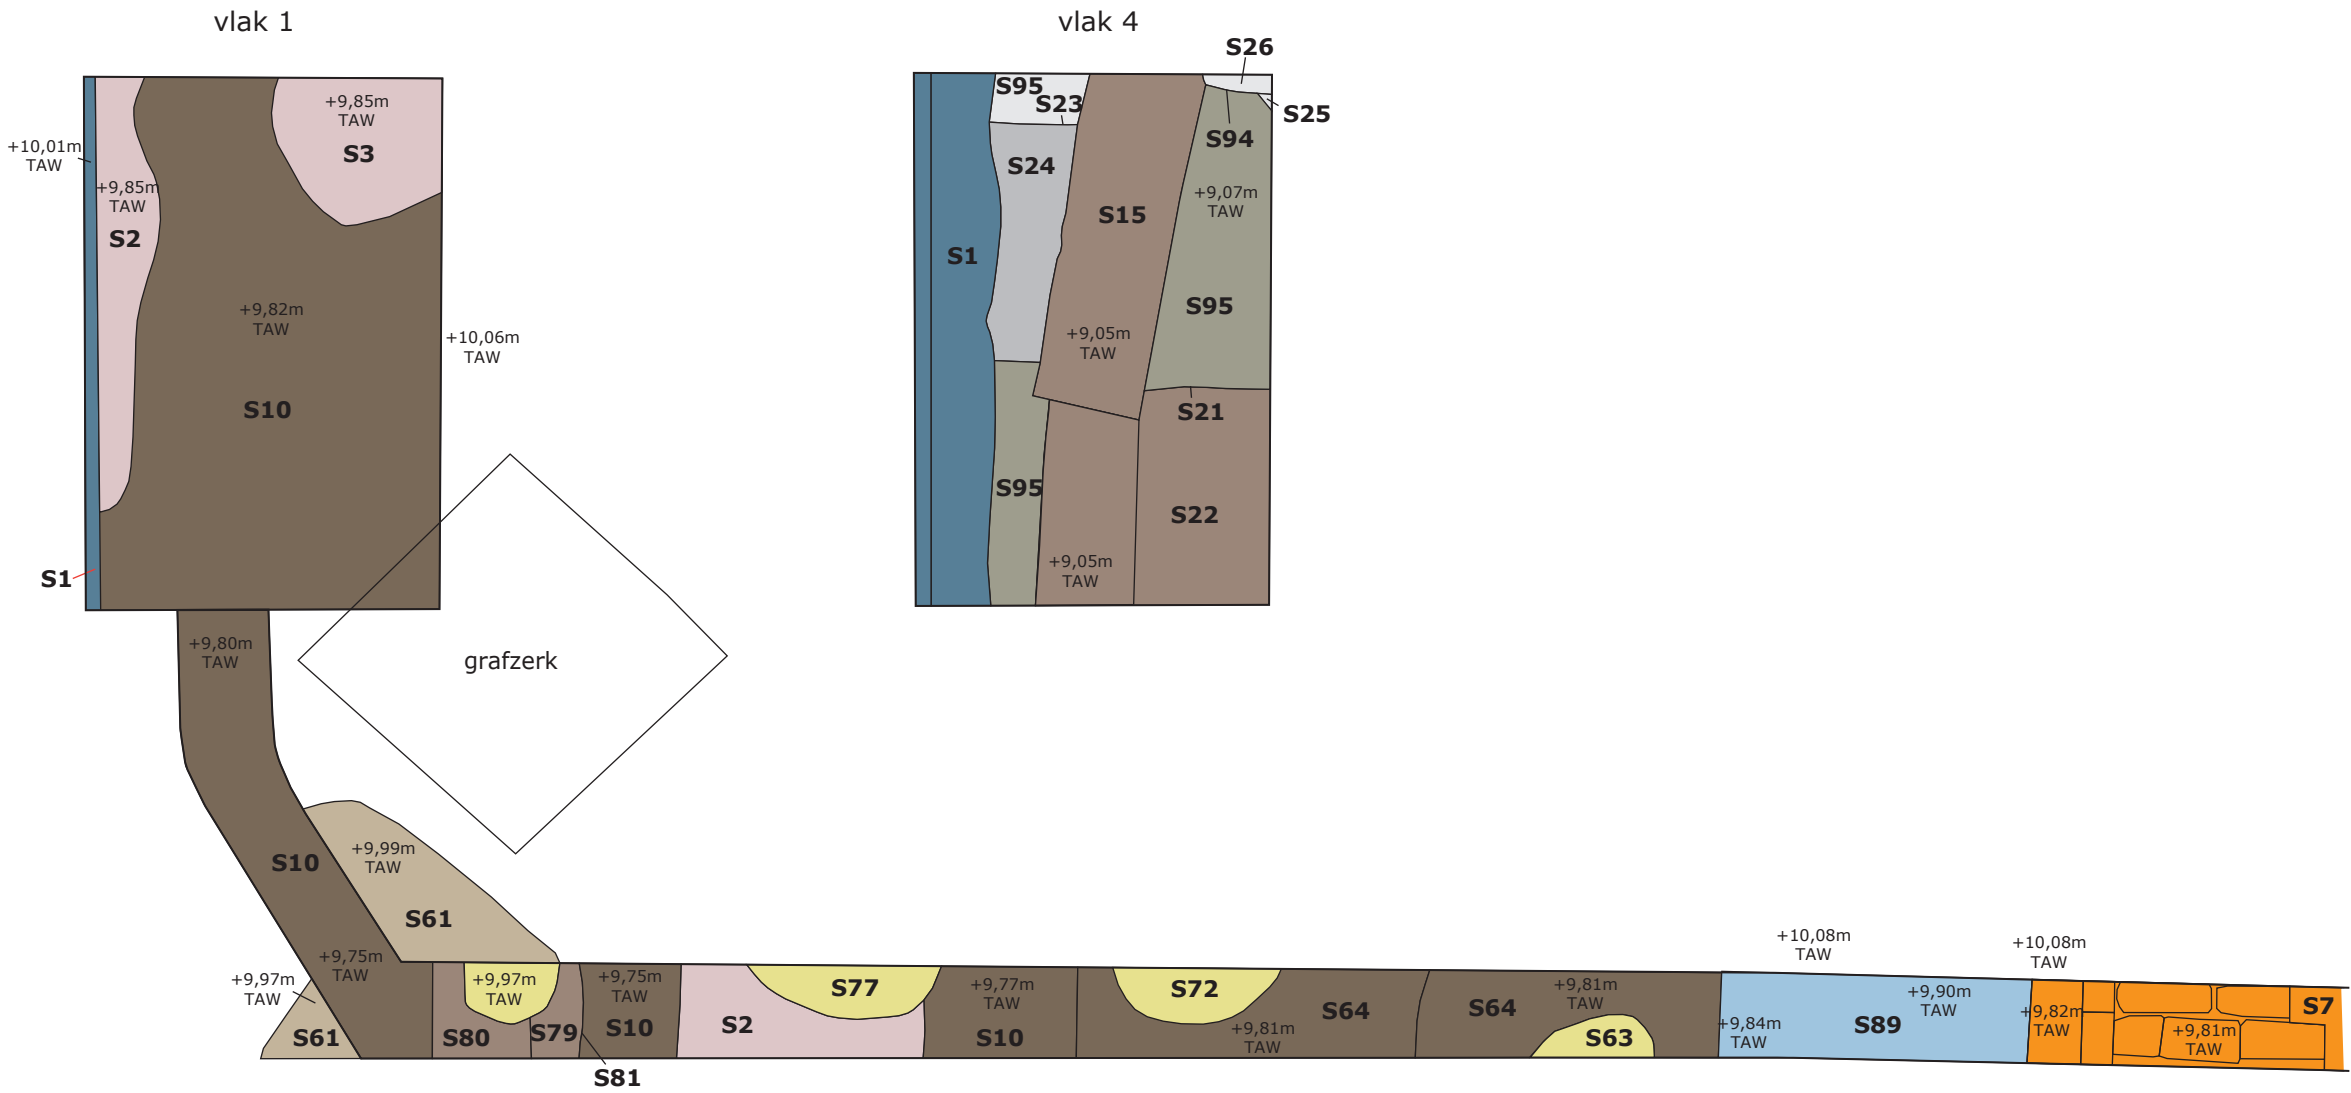 vlak 1
vlak 4
S26
+9,85m
TAW
S3
+10,01m
TAW
+9,85m
TAW
S2
+9,82m
TAW
+10,06m
TAW
S10
S1
S95
S23
S25
S94
S24
+9,07m
TAW
S15
S1
S95
+9,05m
TAW
S21
S95
S22
+9,05m
TAW
+9,80m
TAW
grafzerk
S10
+9,99m
TAW
S61
+9,75m
TAW
+9,97m
TAW
S61
+9,97m
TAW
S80
S79
S81
+9,75m
TAW
S10
S2
S77
+9,77m
TAW
S10
S72
+9,81m
TAW
S64
S64
+9,81m
TAW
S63
+10,08m
TAW
+9,84m
TAW
S89
+9,90m
TAW
+10,08m
TAW
+9,82m
TAW
+9,81m
TAW
S7